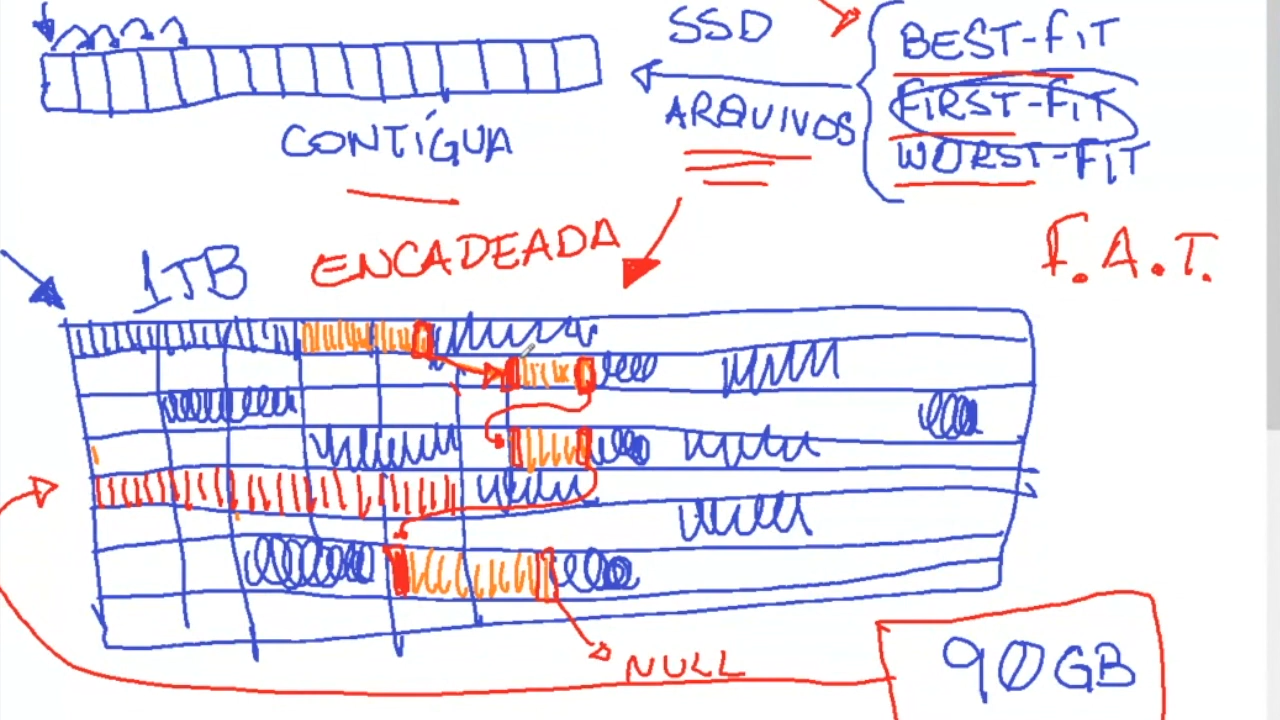 SSD
ARQUIVOS
BEST-FIT
FIRST-FIT
WORST-FIT
CONTÍGUA
F.A.T.
1TB
ENCADEADA
NULL
90GB